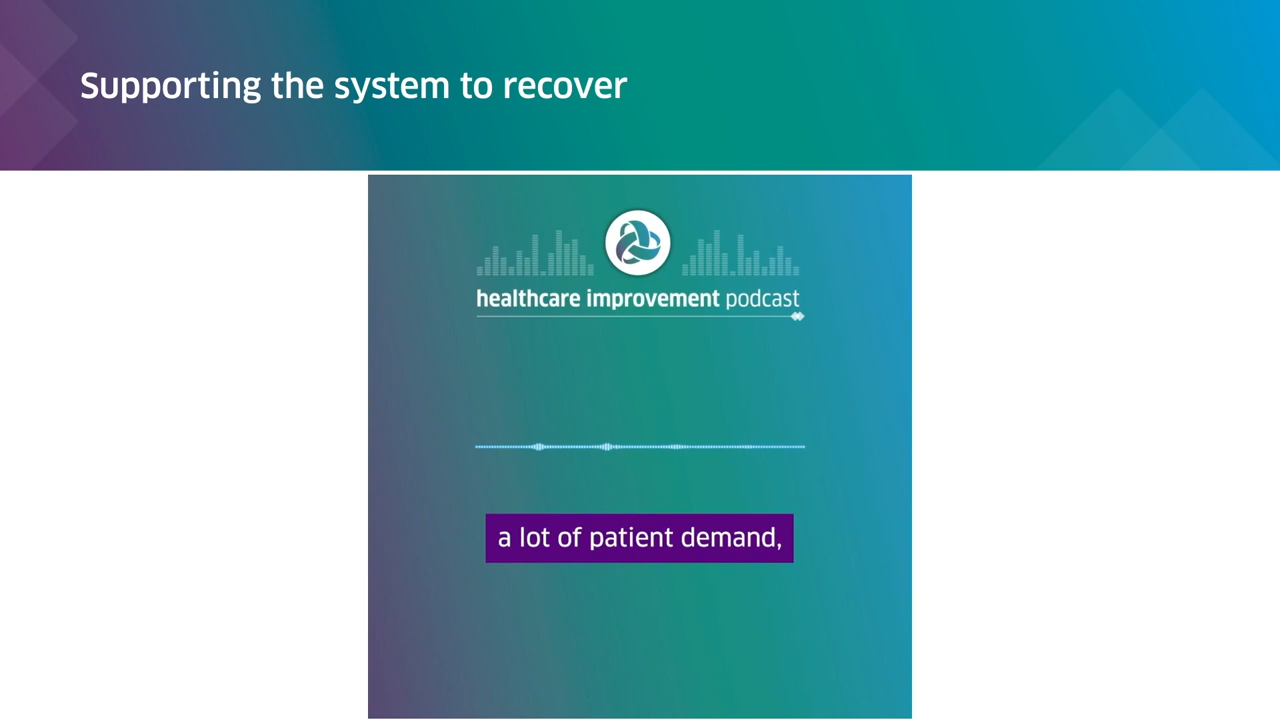 Supporting the system to recover
healthcare improvement podcast
a lot of patient demand,